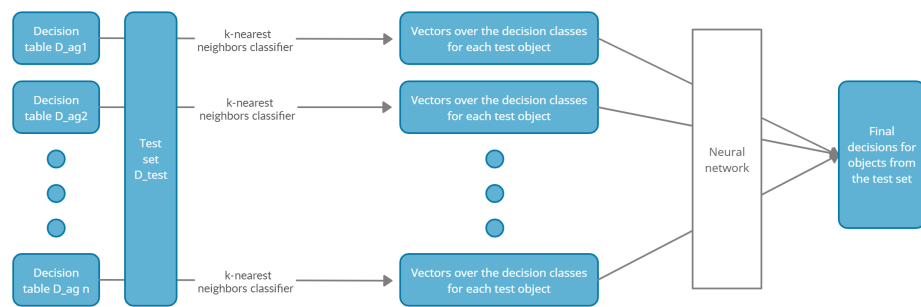 Decision
table D_ag1
k-nearest
neighbors classifier
Vectors over the decision classes
for each test object
Decision
table D_ag2
k-nearest
neighbors classifier
Vectors over the decision classes
for each test object
Test
set
D_test
Neural
network
Final
decisions for
objects from
the test set
Decision
table D_ag n
k-nearest
neighbors classifier
Vectors over the decision classes
for each test object